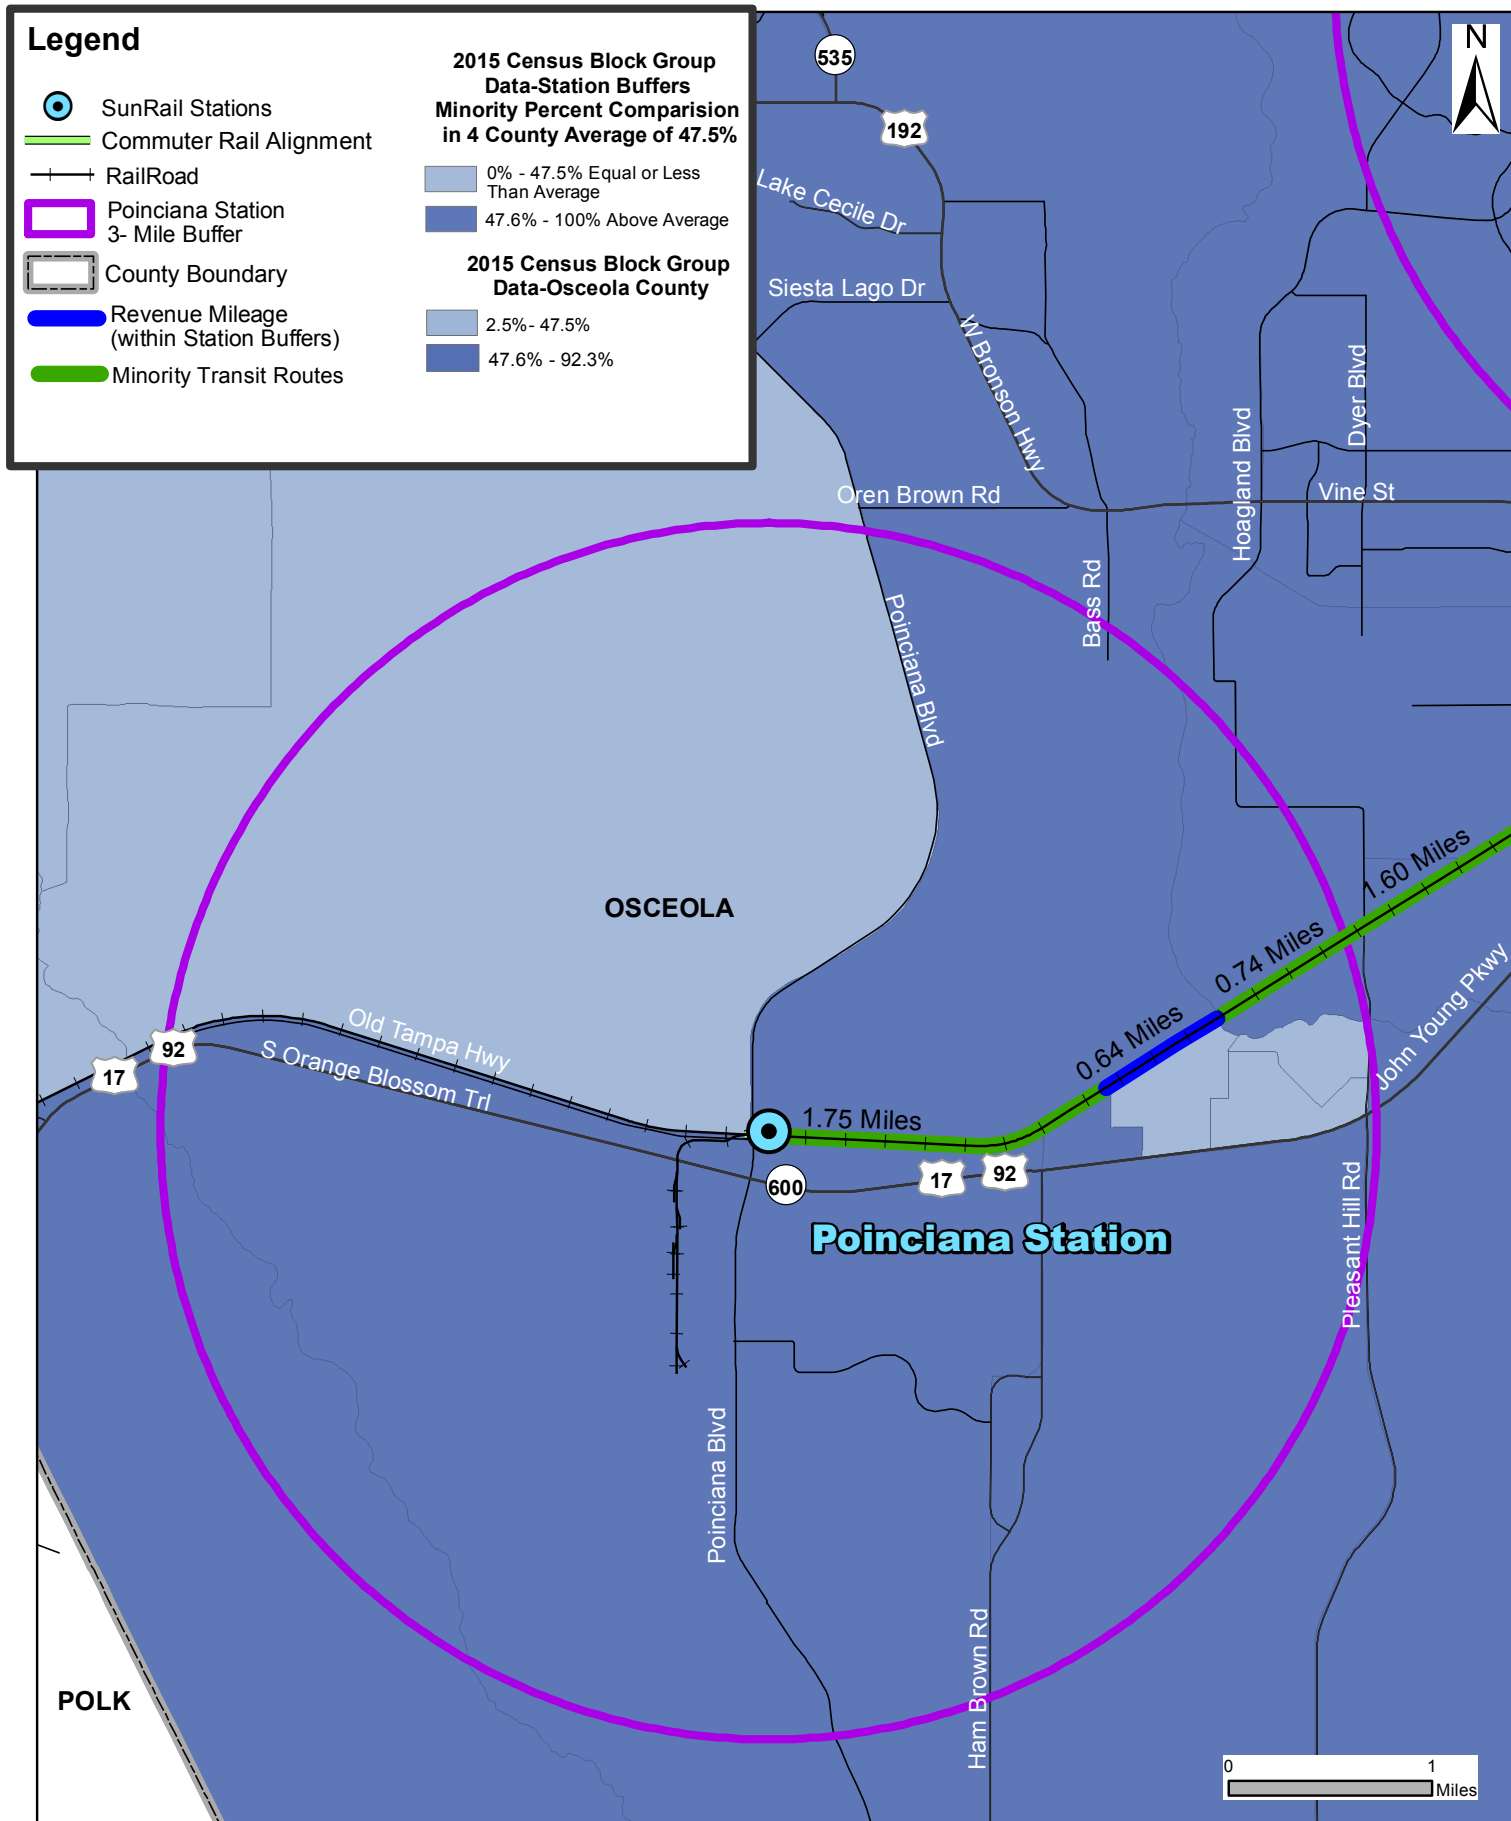 Legend
SunRail Stations
Commuter Rail Alignment
RailRoad
Poinciana Station
3- Mile Buffer
County Boundary
Revenue Mileage
(within Station Buffers)
Minority Transit Routes
2015 Census Block Group
Data-Station Buffers
Minority Percent Comparision
in 4 County Average of 47.5%
0% - 47.5% Equal or Less
Than Average
47.6% - 100% Above Average
2015 Census Block Group
Data-Osceola County
2.5%- 47.5%
47.6% - 92.3%
N
535
192
Lake Cecile Dr
Siesta Lago Dr
W Bronson Hwy
Dyer Blvd
Hoagland Blvd
Oren Brown Rd
Vine St
Bass Rd
Poinciana Blvd
OSCEOLA
1.60 Miles
0.74 Miles
0.64 Miles
John Young Pkwy
Old Tampa Hwy
S Orange Blossom Trl
92
17
1.75 Miles
600
17
92
Poinciana Station
Pleasant Hill Rd
Poinciana Blvd
Ham Brown Rd
POLK
0 1
Miles